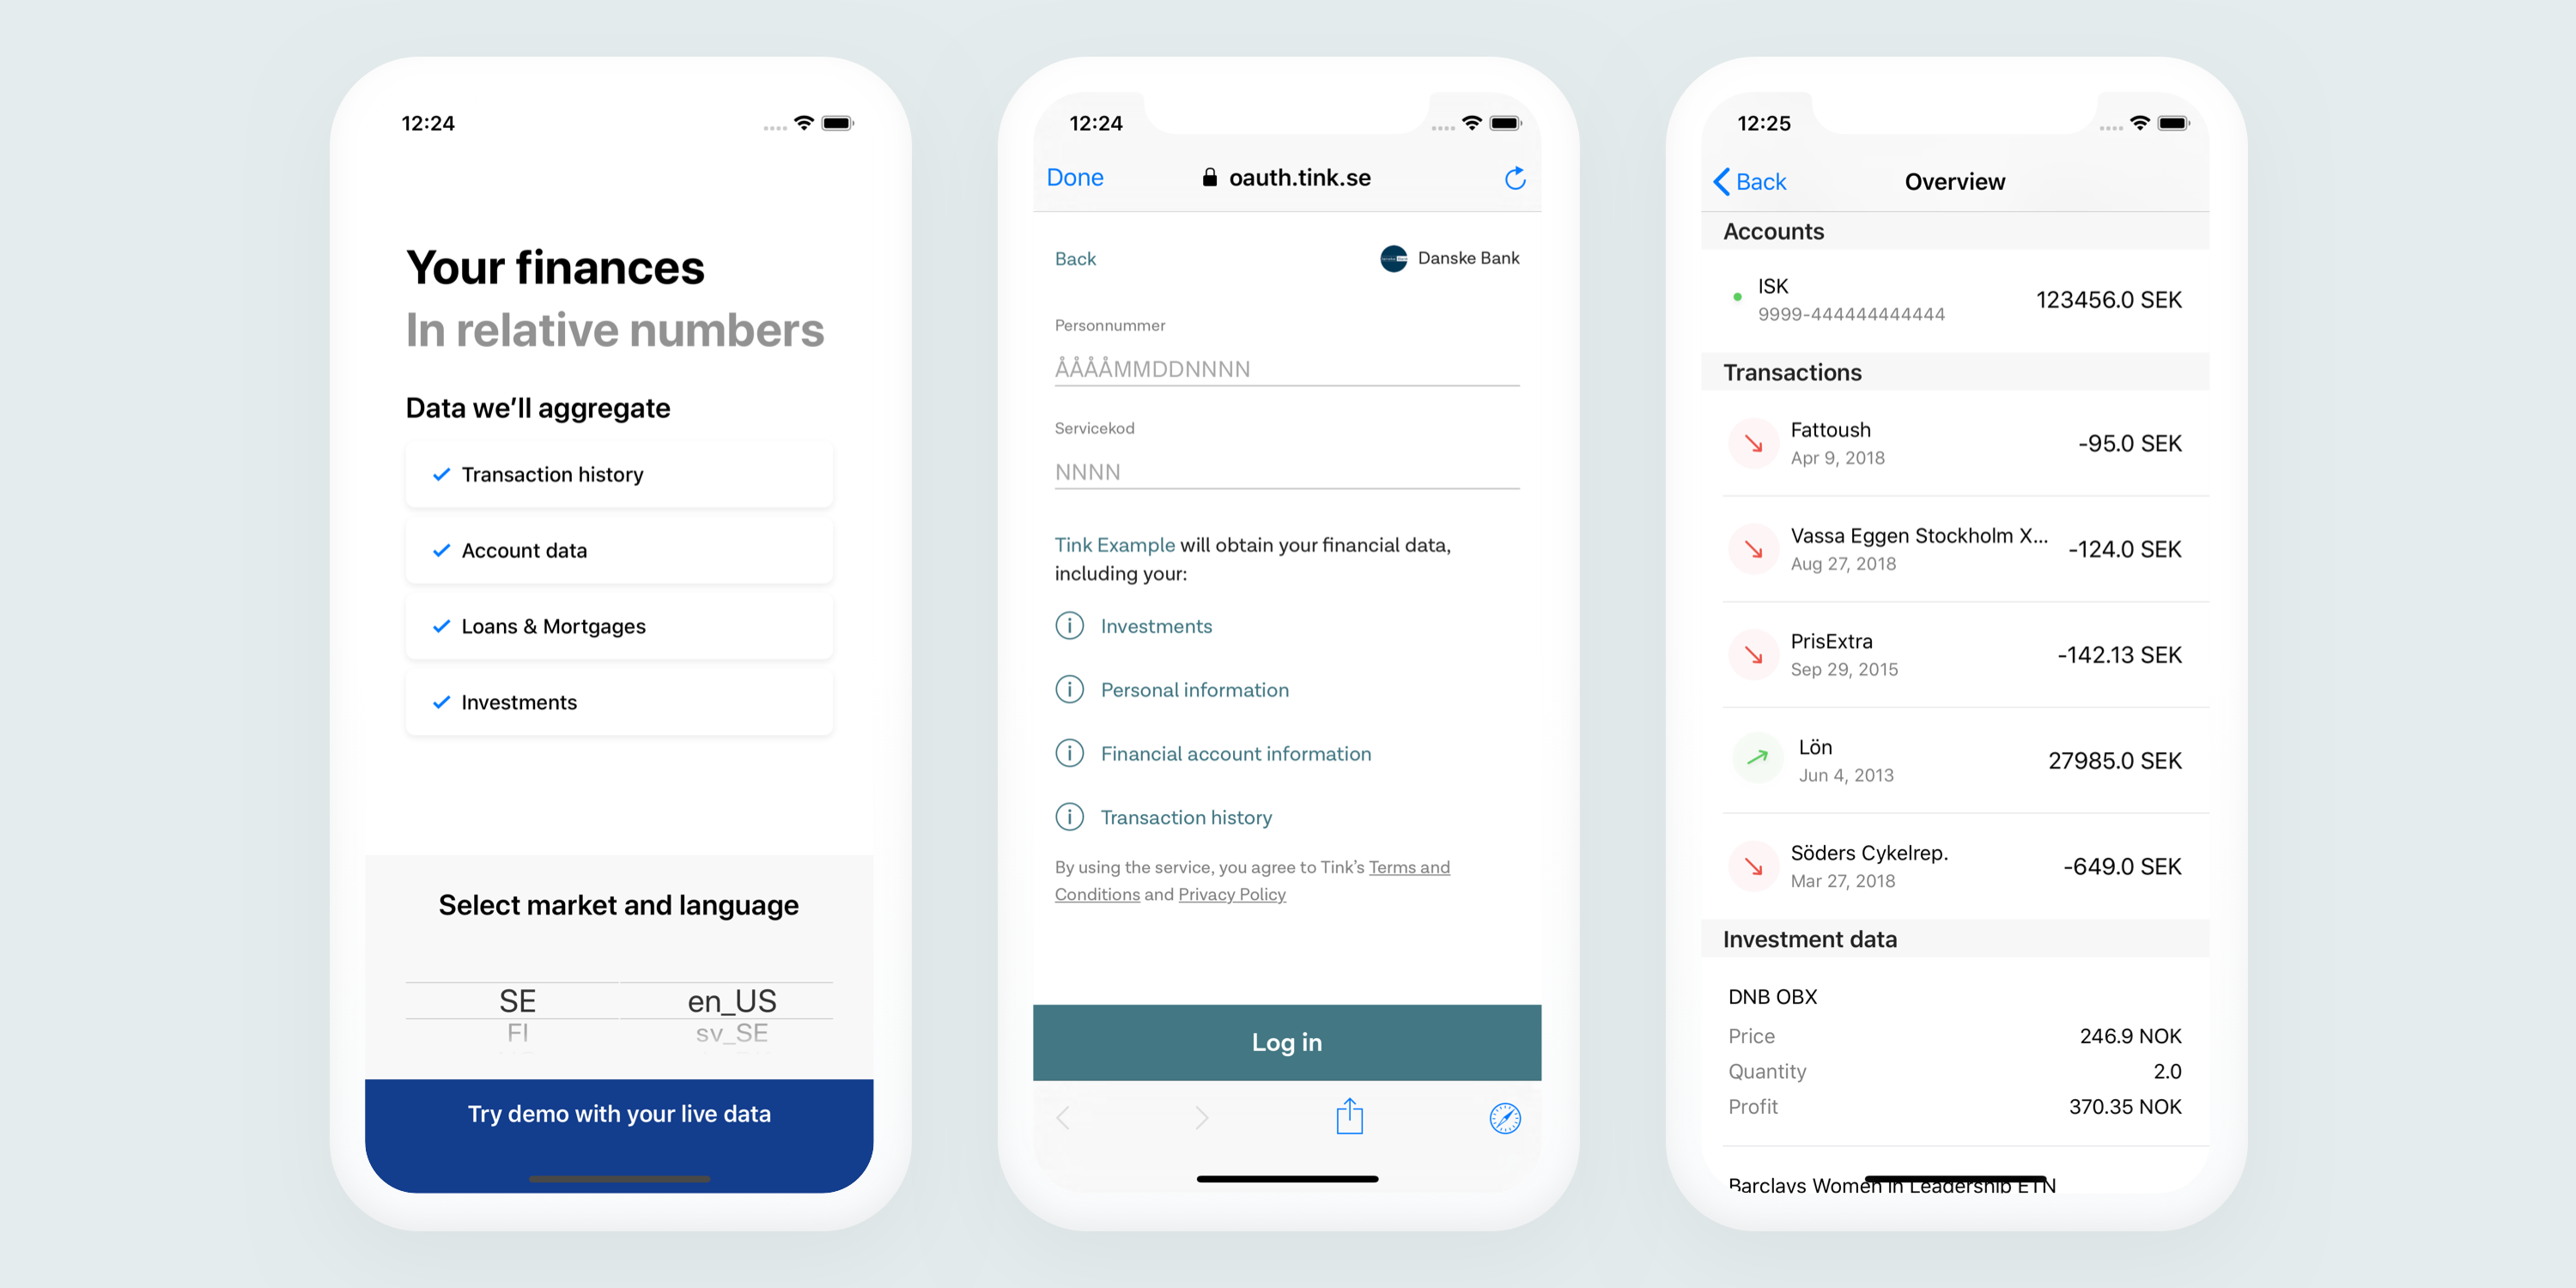 12:24
Your finances
In relative numbers
Data we’ll aggregate
Transaction history
Account data
Loans & Mortgages
Investments
Select market and language
SE en_US
FI sv_SE
Try demo with your live data
12:24
Done oauth.tink.se
Back Danske Bank
Personnummer
ÅÅÅÅMMDDNNNN
Servicekod
NNNN
Tink Example will obtain your financial data,
including your:
Investments
Personal information
Financial account information
Transaction history
By using the service, you agree to Tink’s Terms and
Conditions and Privacy Policy
Log in
12:25
Back Overview
Accounts
ISK
9999-444444444444
123456.0 SEK
Transactions
Fattoush
Apr 9, 2018
-95.0 SEK
Vassa Eggen Stockholm X...
Aug 27, 2018
-124.0 SEK
PrisExtra
Sep 29, 2015
-142.13 SEK
Lön
Jun 4, 2013
27985.0 SEK
Söders Cykelrep.
Mar 27, 2018
-649.0 SEK
Investment data
DNB OBX
Price 246.9 NOK
Quantity 2.0
Profit 370.35 NOK
Barclays Women in Leadership ETN